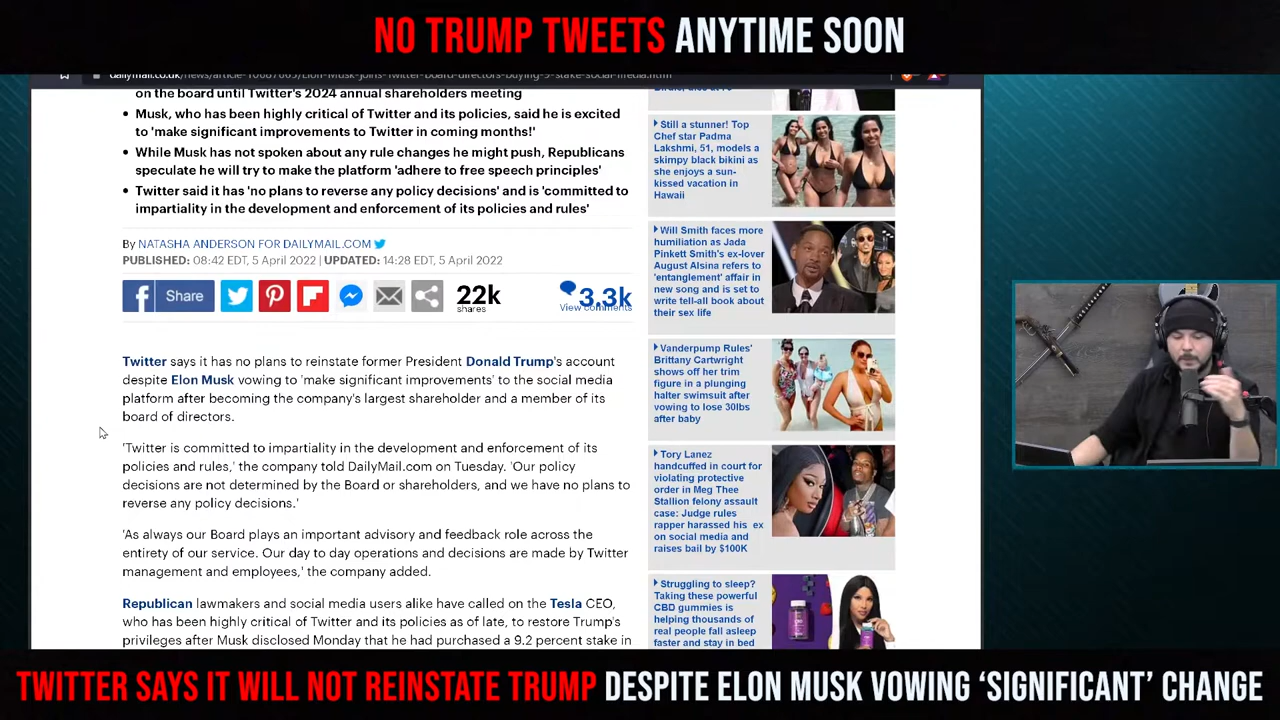 NO TRUMP TWEETS ANYTIME SOON
on the board until Twitter's 2024 annual shareholders meeting
• Musk, who has been highly critical of Twitter and its policies, said he is excited
to 'make significant improvements to Twitter in coming months!'
• While Musk has not spoken about any rule changes he might push, Republicans
speculate he will try to make the platform 'adhere to free speech principles'
• Twitter said it has 'no plans to reverse any policy decisions' and is 'committed to
impartiality in the development and enforcement of its policies and rules'
By NATASHA ANDERSON FOR DAILYMAIL.COM
PUBLISHED: 08:42 EDT, 5 April 2022 | UPDATED: 14:28 EDT, 5 April 2022
Share
22k
shares
3.3k
View comments
Twitter says it has no plans to reinstate former President Donald Trump's account
despite Elon Musk vowing to 'make significant improvements' to the social media
platform after becoming the company's largest shareholder and a member of its
board of directors.
'Twitter is committed to impartiality in the development and enforcement of its
policies and rules,' the company told DailyMail.com on Tuesday. 'Our policy
decisions are not determined by the Board or shareholders, and we have no plans to
reverse any policy decisions.'
'As always our Board plays an important advisory and feedback role across the
entirety of our service. Our day to day operations and decisions are made by Twitter
management and employees,' the company added.
Republican lawmakers and social media users alike have called on the Tesla CEO,
who has been highly critical of Twitter and its policies as of late, to restore Trump's
privileges after Musk disclosed Monday that he had purchased a 9.2 percent stake in
Still a stunner! Top
Chef star Padma
Lakshmi, 51, models a
skimpy black bikini as
she enjoys a sun-
kissed vacation in
Hawaii
Will Smith faces more
humiliation as Jada
Pinkett Smith's ex-lover
August Alsina refers to
'entanglement' affair in
new song and is set to
write tell-all book about
their sex life
Vanderpump Rules'
Brittany Cartwright
shows off her trim
figure in a plunging
halter swimsuit after
vowing to lose 30lbs
after baby
Tory Lanez
handcuffed in court for
violating protective
order in Meg Thee
Stallion felony assault
case: Judge rules
rapper harassed his ex
on social media and
raises bail by $100K
Struggling to sleep?
Taking these powerful
CBD gummies is
helping thousands of
real people fall asleep
faster and stay in bed
TWITTER SAYS IT WILL NOT REINSTATE TRUMP DESPITE ELON MUSK VOWING 'SIGNIFICANT' CHANGE